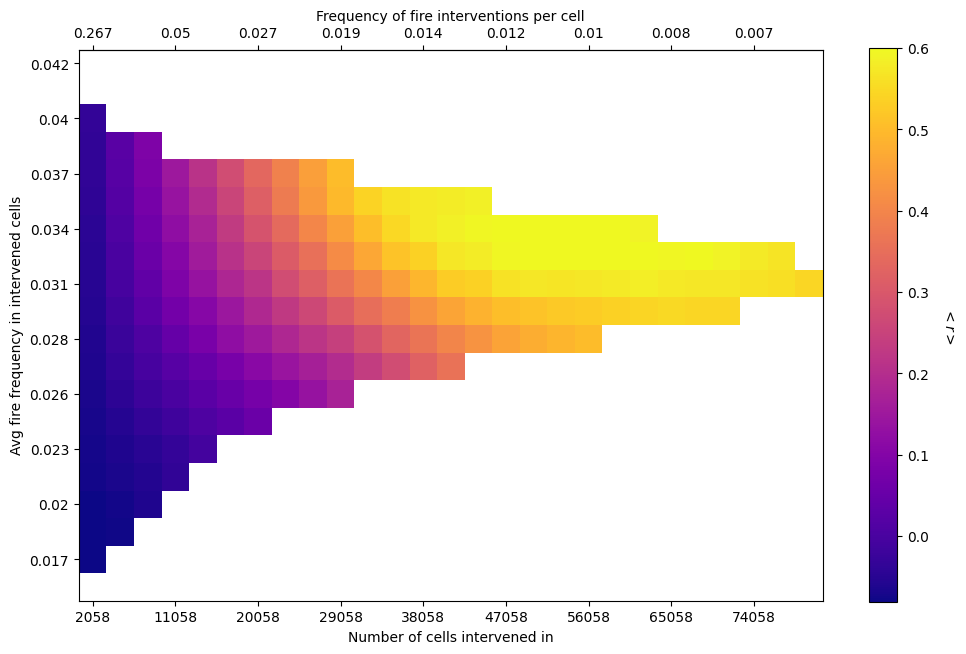 Frequency of fire interventions per cell
0.267 0.05 0.027 0.019 0.014 0.012 0.01 0.008 0.007
Avg fire frequency in intervened cells
0.042
0.04
0.037
0.034
0.031
0.028
0.026
0.023
0.02
0.017
2058 11058 20058 29058 38058 47058 56058 65058 74058
Number of cells intervened in
0.6
0.5
0.4
0.3
0.2
0.1
0.0
< r >